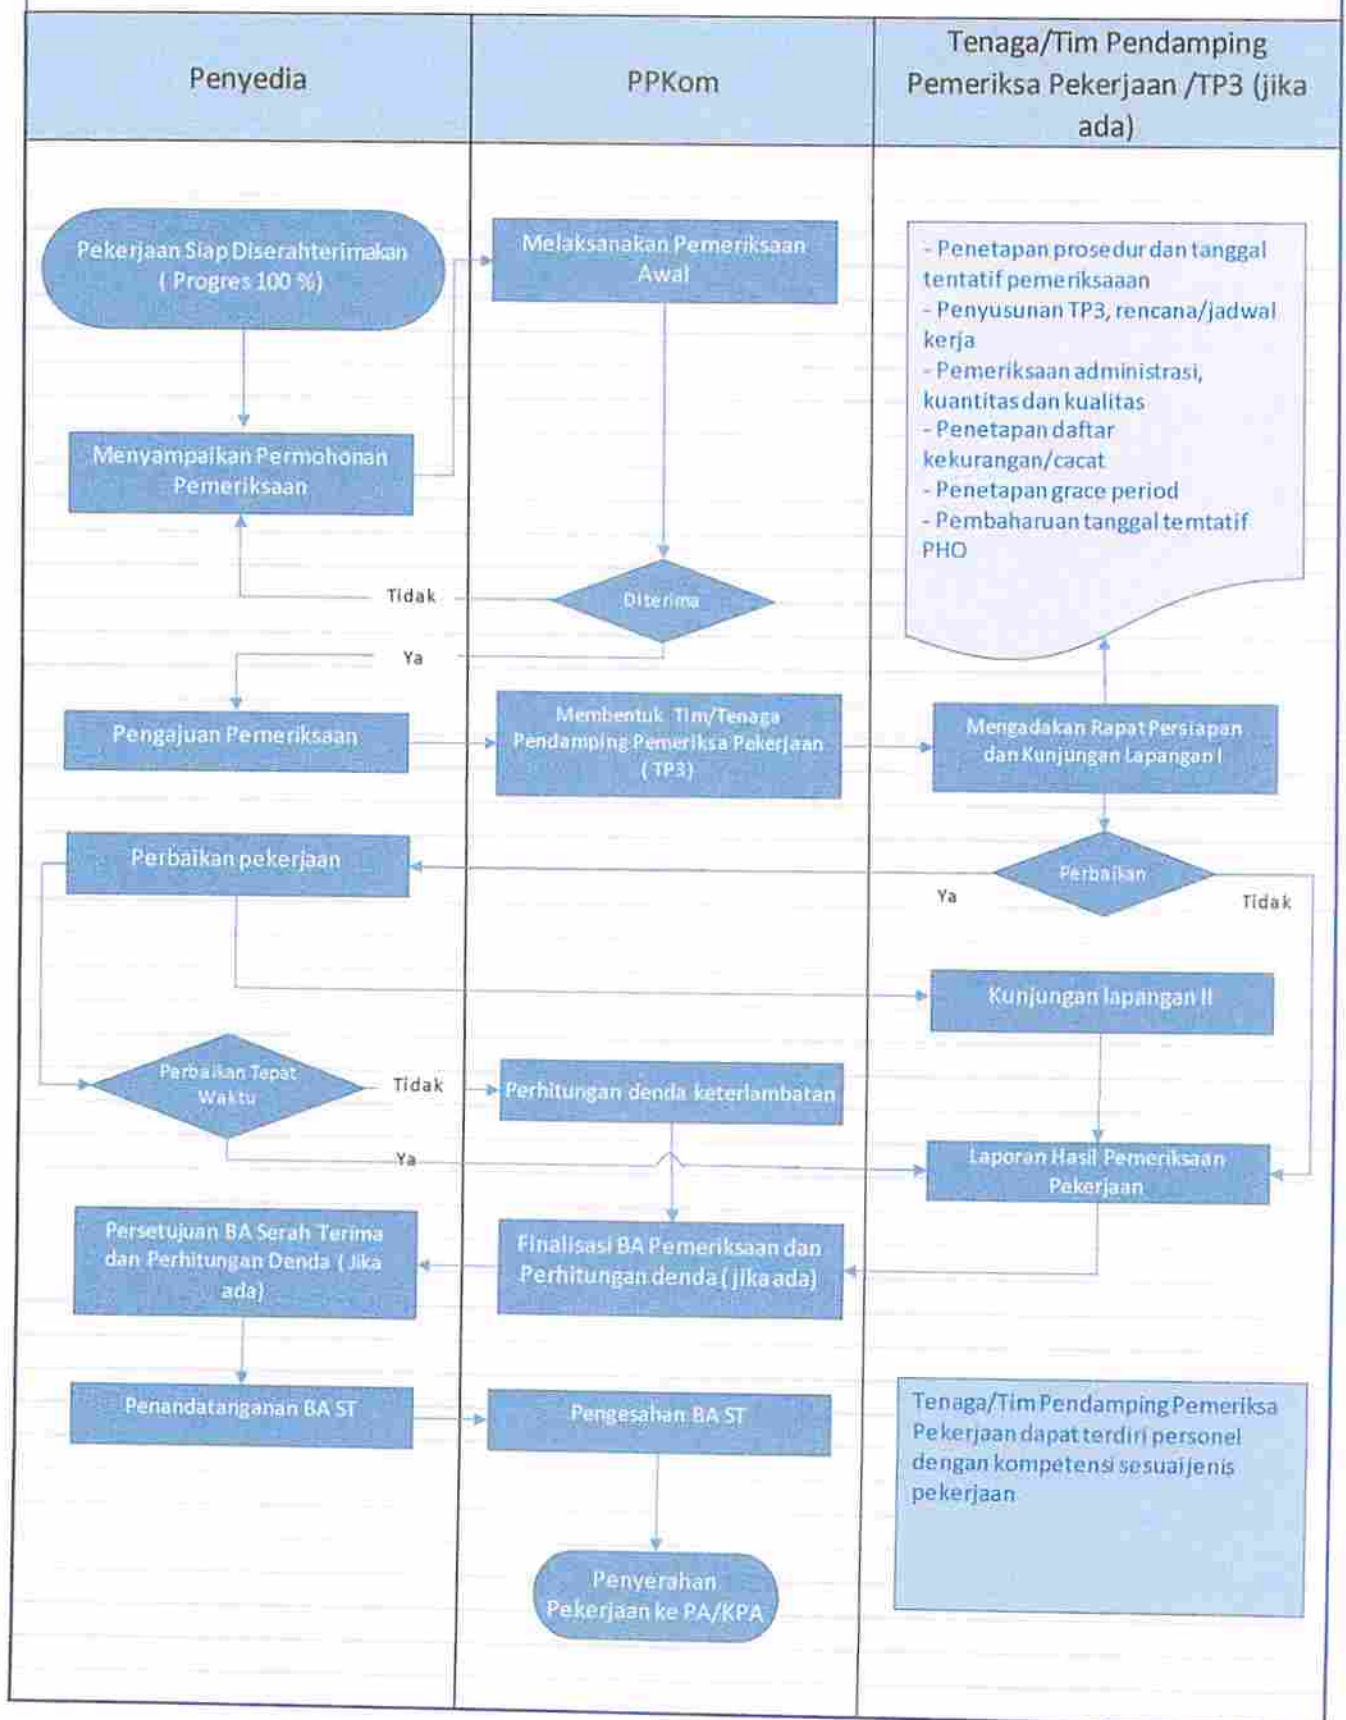 Penyedia
PPKom
Tenaga/Tim Pendamping
Pemeriksa Pekerjaan /TP3 (jika
ada)
Pekerjaan Siap Diserahterimakan
( Progres 100 %)
Melaksanakan Pemeriksaan
Awal
- Penetapan prosedur dan tanggal
tentatif pemeriksaaan
- Penyusunan TP3, rencana/jadwal
kerja
- Pemeriksaan administrasi,
kuantitas dan kualitas
- Penetapan daftar
kekurangan/cacat
- Penetapan grace period
- Pembaharuan tanggal temtatif
PHO
Menyampaikan Permohonan
Pemeriksaan
Tidak
Diterima
Ya
Pengajuan Pemeriksaan
Membentuk Tim/Tenaga
Pendamping Pemeriksa Pekerjaan
( TP3)
Mengadakan Rapat Persiapan
dan Kunjungan Lapangan I
Perbaikan pekerjaan
Perbaikan
Ya
Tidak
Kunjungan lapangan II
Perbaikan Tepat
Waktu
Tidak
Perhitungan denda keterlambatan
Ya
Laporan Hasil Pemeriksaan
Pekerjaan
Persetujuan BA Serah Terima
dan Perhitungan Denda ( Jika
ada)
Finalisasi BA Pemeriksaan dan
Perhitungan denda ( jika ada)
Penandatanganan BA ST
Pengesahan BA ST
Tenaga/Tim Pendamping Pemeriksa
Pekerjaan dapat terdiri personel
dengan kompetensi sesuai jenis
pekerjaan
Penyerahan
Pekerjaan ke PA/KPA